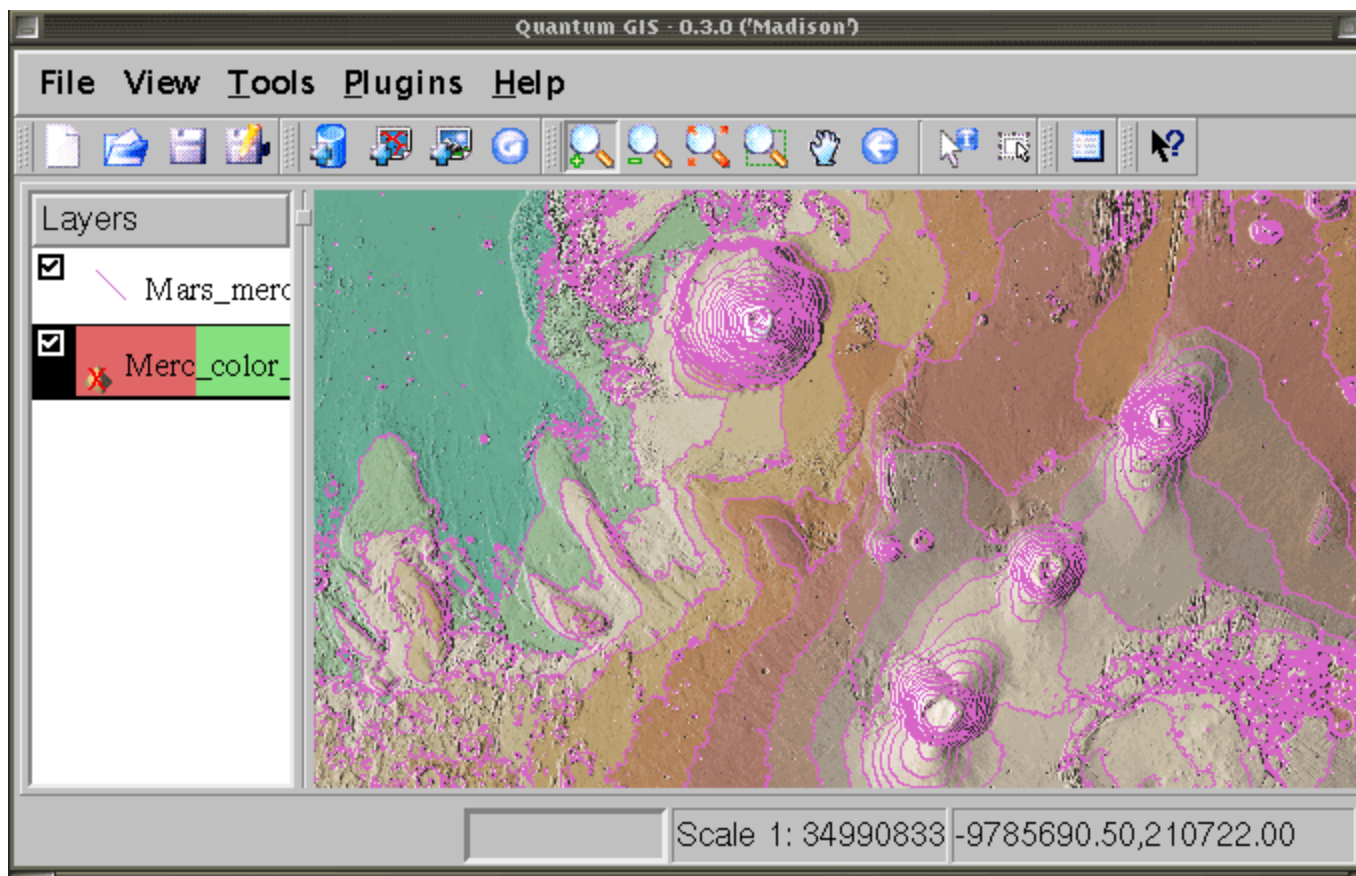 Quantum GIS - 0.3.0 ('Madison')
File View Tools Plugins Help
Layers
Mars_merc
Merc_color_
Scale 1: 34990833 -9785690.50,210722.00